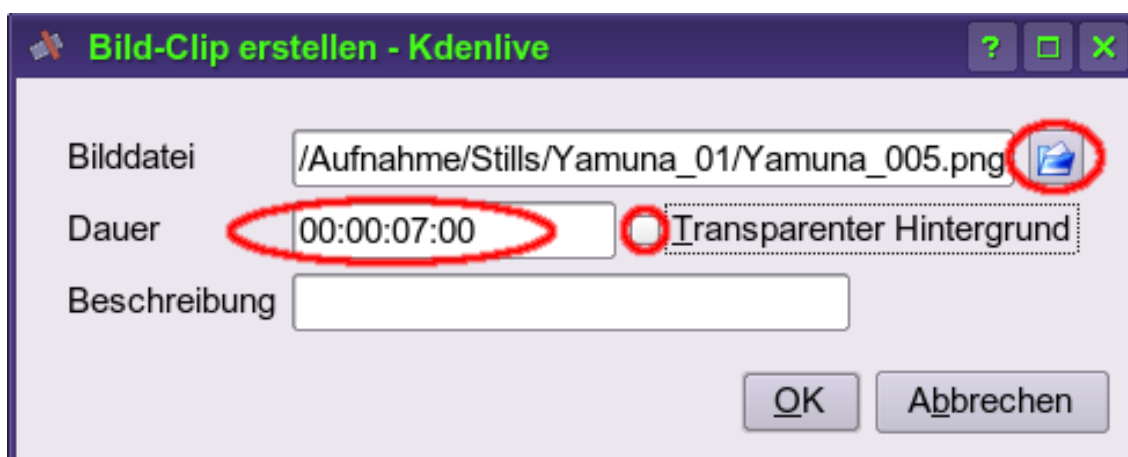 Bild-Clip erstellen - Kdenlive ?
Bilddatei /Aufnahme/Stills/Yamuna_01/Yamuna_005.png
Dauer 00:00:07:00 Transparenter Hintergrund
Beschreibung
OK Abbrechen